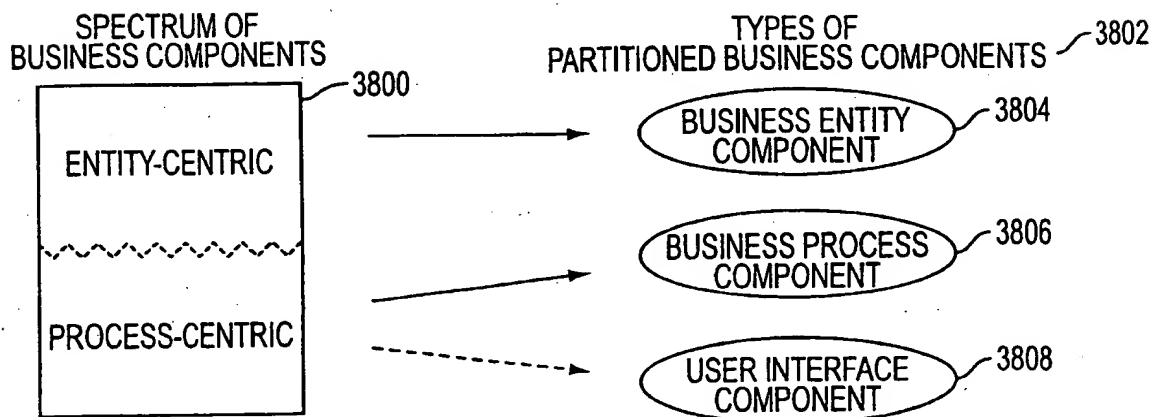 SPECTRUM OF
BUSINESS COMPONENTS
3800
ENTITY-CENTRIC
PROCESS-CENTRIC
TYPES OF
PARTITIONED BUSINESS COMPONENTS
3802
BUSINESS ENTITY
COMPONENT
3804
BUSINESS PROCESS
COMPONENT
3806
USER INTERFACE
COMPONENT
3808